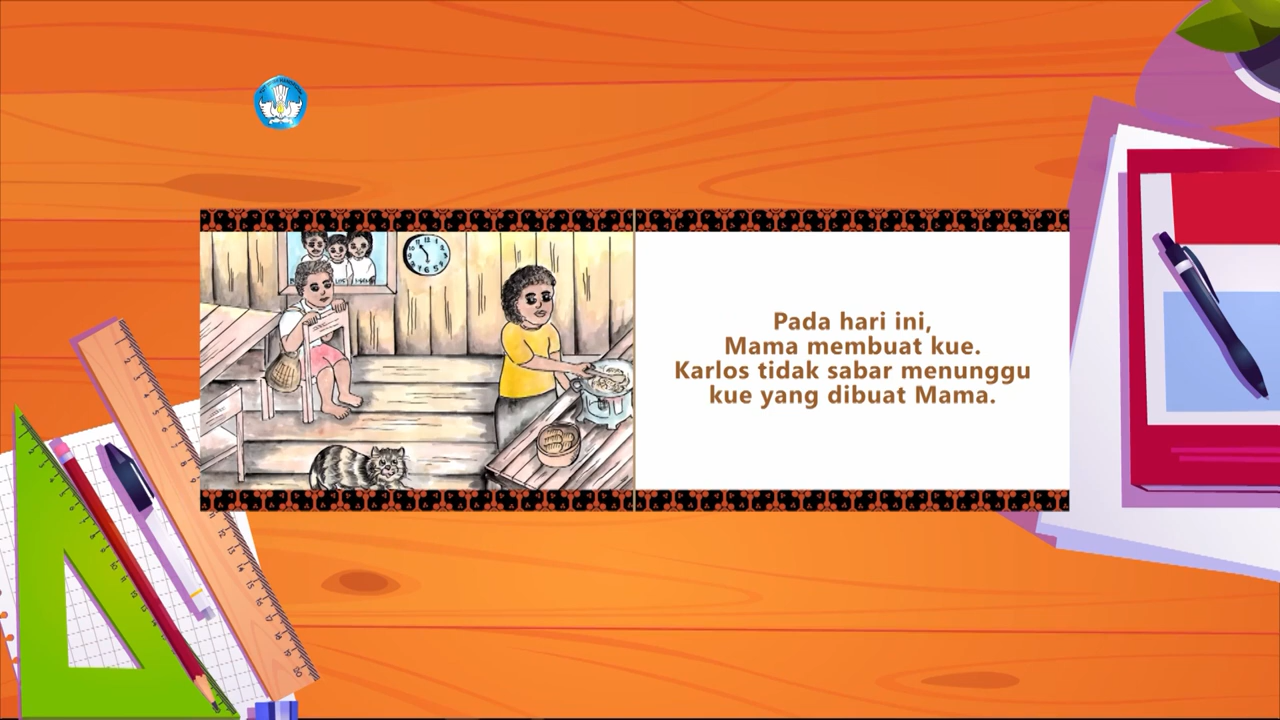 Pada hari ini,
Mama membuat kue.
Karlos tidak sabar menunggu
kue yang dibuat Mama.